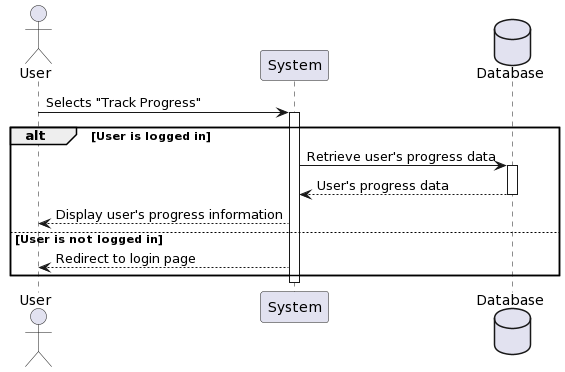 User
System
Database
Selects "Track Progress"
alt [User is logged in]
Retrieve user's progress data
User's progress data
Display user's progress information
[User is not logged in]
Redirect to login page
User
System
Database